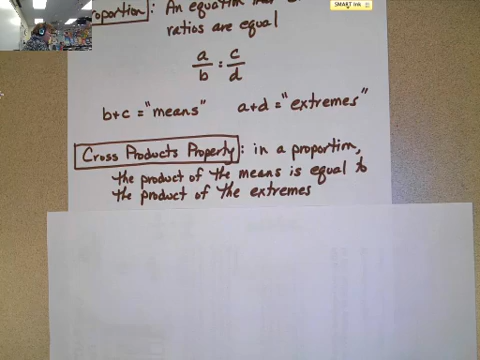 oportion: An equation that
ratios are equal
a/b = c/d
b+c = "means" a+d = "extremes"
Cross Products Property: in a proportion,
the product of the means is equal to
the product of the extremes
SMART Ink